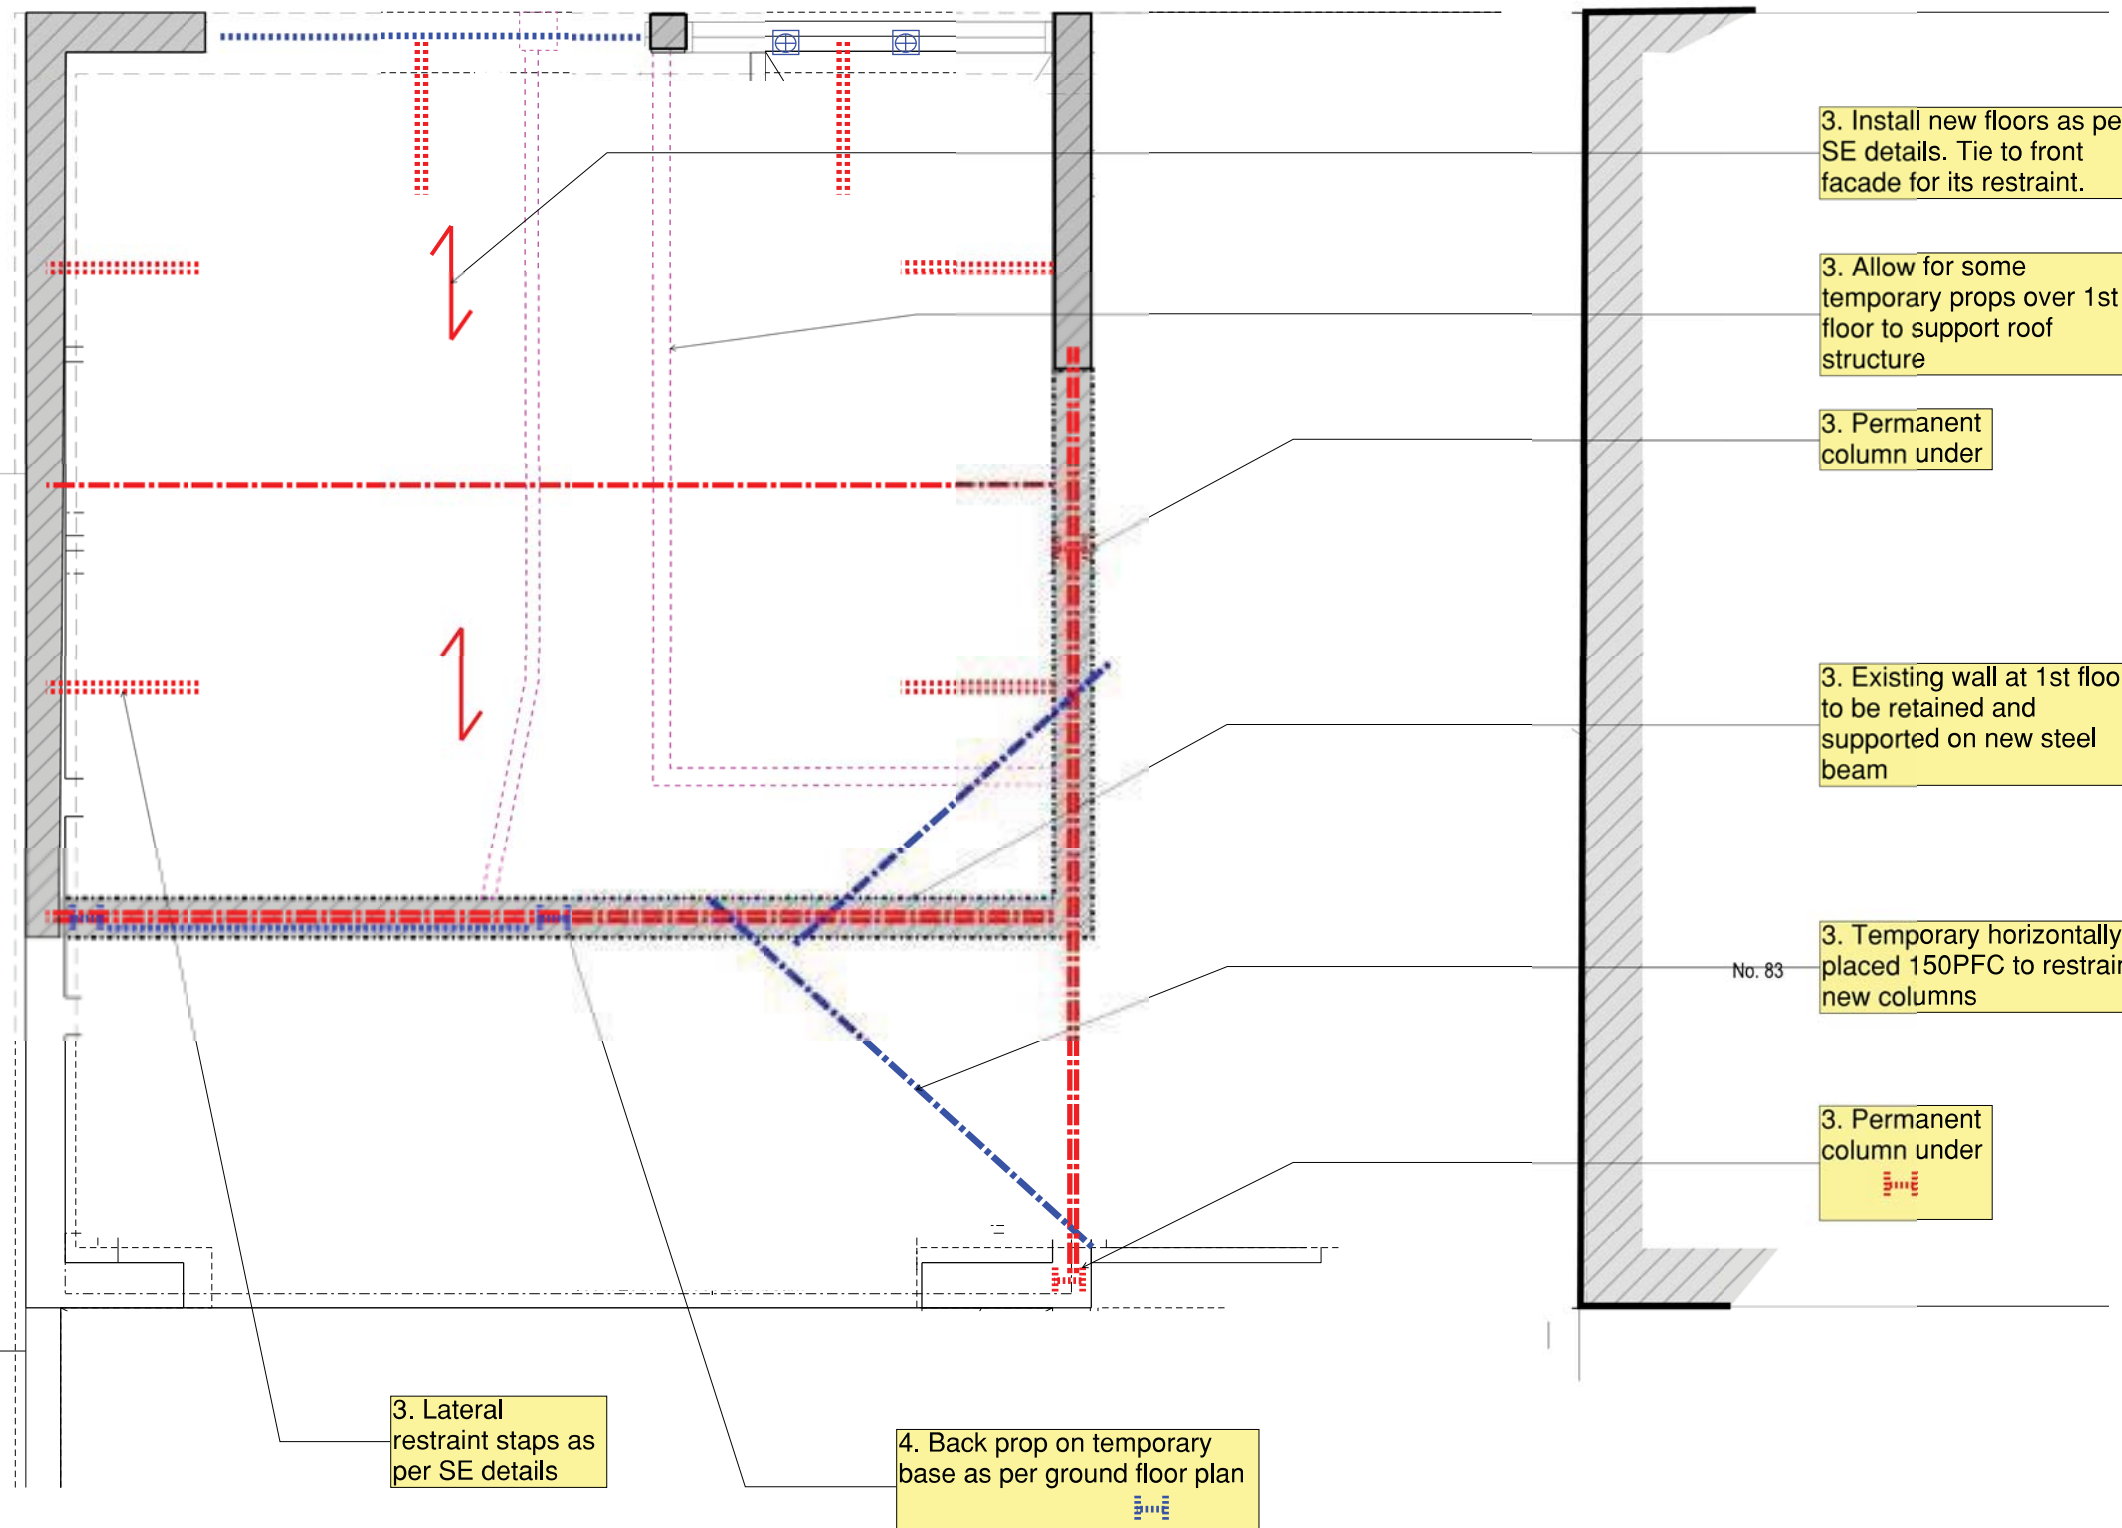 3. Install new floors as pe
SE details. Tie to front
facade for its restraint.
3. Allow for some
temporary props over 1st
floor to support roof
structure
3. Permanent
column under
3. Existing wall at 1st floo
to be retained and
supported on new steel
beam
No. 83
3. Temporary horizontally
placed 150PFC to restrain
new columns
3. Permanent
column under
3. Lateral
restraint staps as
per SE details
4. Back prop on temporary
base as per ground floor plan